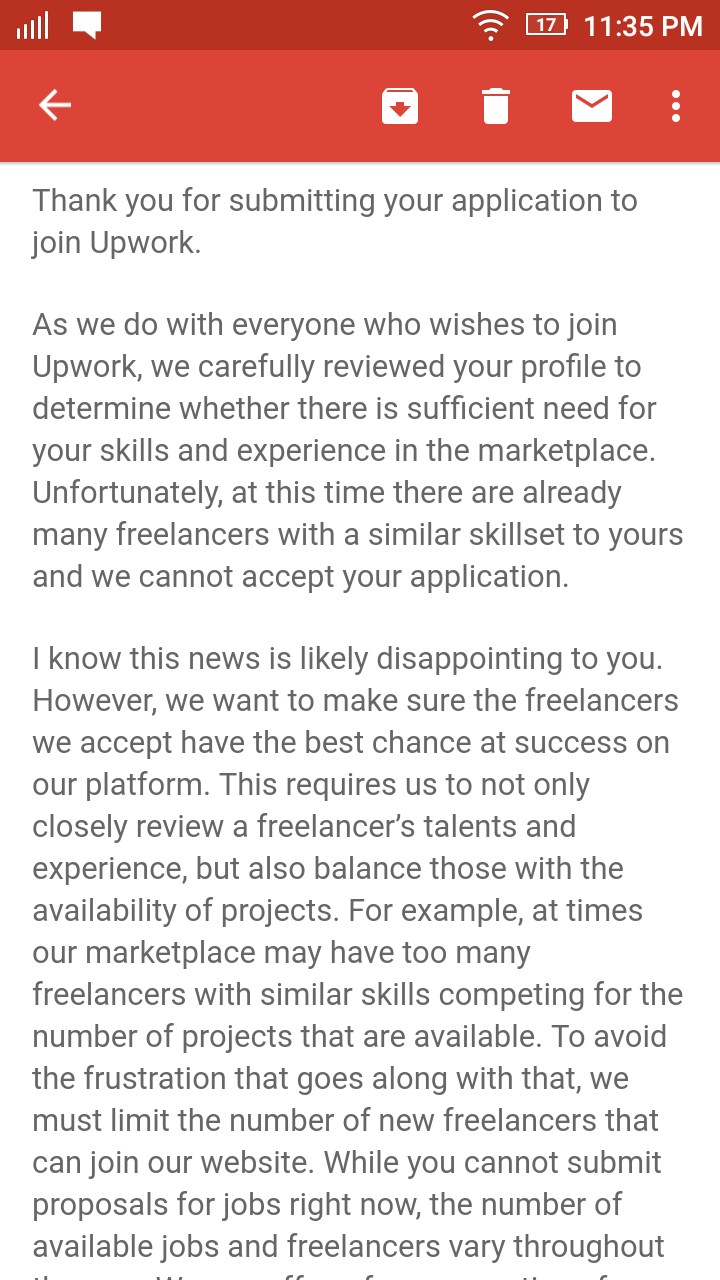 17 11:35 PM
Thank you for submitting your application to
join Upwork.
As we do with everyone who wishes to join
Upwork, we carefully reviewed your profile to
determine whether there is sufficient need for
your skills and experience in the marketplace.
Unfortunately, at this time there are already
many freelancers with a similar skillset to yours
and we cannot accept your application.
I know this news is likely disappointing to you.
However, we want to make sure the freelancers
we accept have the best chance at success on
our platform. This requires us to not only
closely review a freelancer’s talents and
experience, but also balance those with the
availability of projects. For example, at times
our marketplace may have too many
freelancers with similar skills competing for the
number of projects that are available. To avoid
the frustration that goes along with that, we
must limit the number of new freelancers that
can join our website. While you cannot submit
proposals for jobs right now, the number of
available jobs and freelancers vary throughout